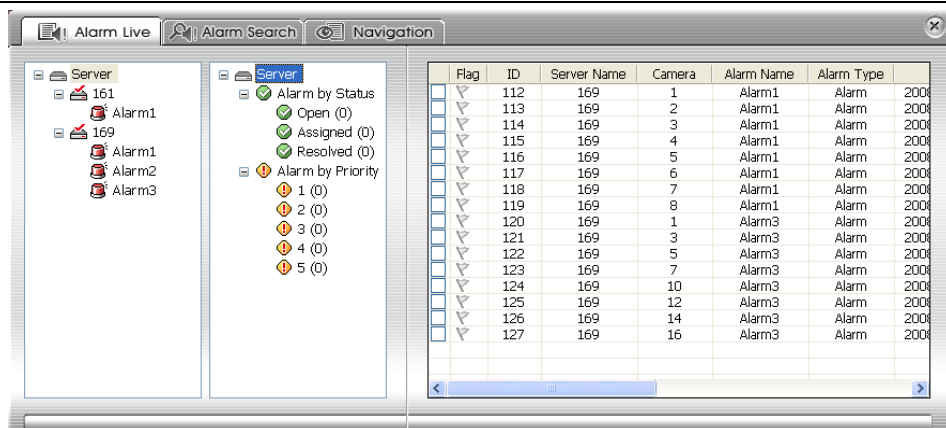 Alarm Live
Alarm Search
Navigation
Server
161
Alarm1
169
Alarm1
Alarm2
Alarm3
Server
Alarm by Status
Open (0)
Assigned (0)
Resolved (0)
Alarm by Priority
1 (0)
2 (0)
3 (0)
4 (0)
5 (0)
Flag ID Server Name Camera Alarm Name Alarm Type
112 169 1 Alarm1 Alarm 2008
113 169 2 Alarm1 Alarm 2008
114 169 3 Alarm1 Alarm 2008
115 169 4 Alarm1 Alarm 2008
116 169 5 Alarm1 Alarm 2008
117 169 6 Alarm1 Alarm 2008
118 169 7 Alarm1 Alarm 2008
119 169 8 Alarm1 Alarm 2008
120 169 1 Alarm3 Alarm 2008
121 169 3 Alarm3 Alarm 2008
122 169 5 Alarm3 Alarm 2008
123 169 7 Alarm3 Alarm 2008
124 169 10 Alarm3 Alarm 2008
125 169 12 Alarm3 Alarm 2008
126 169 14 Alarm3 Alarm 2008
127 169 16 Alarm3 Alarm 2008